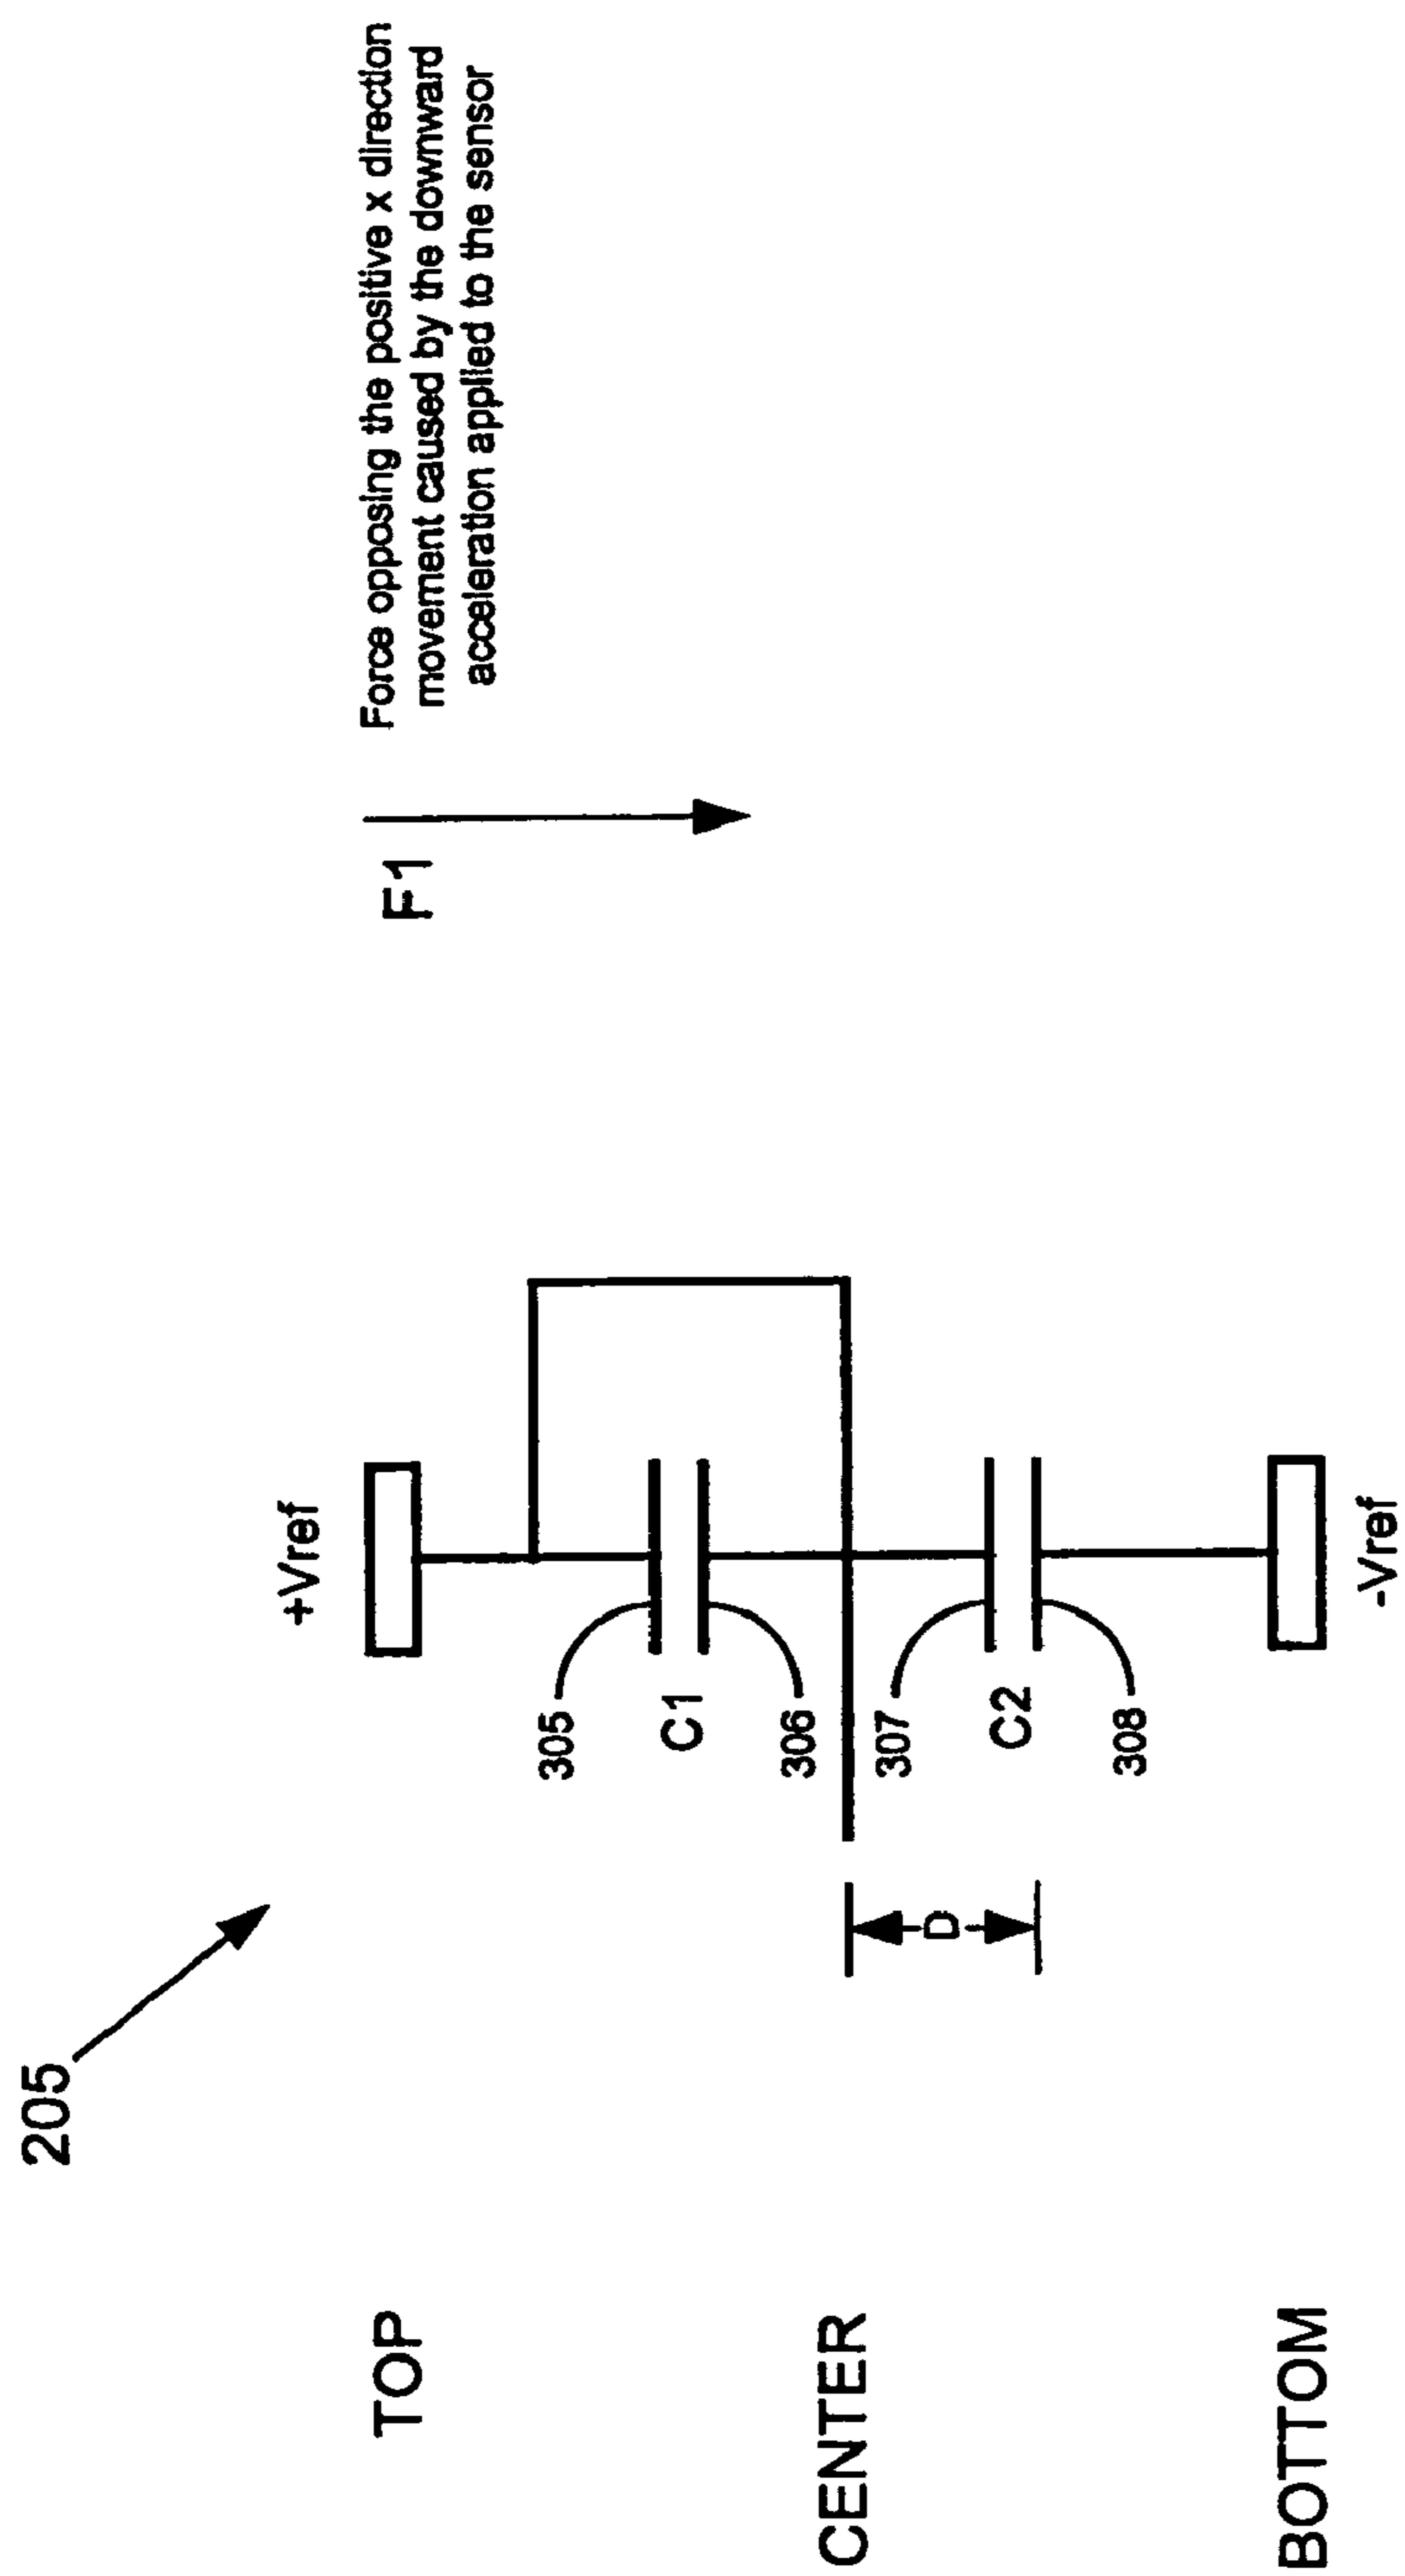 205
TOP
+Vref
F1
Force opposing the positive x direction
movement caused by the downward
acceleration applied to the sensor
305
C1
306
CENTER
D
307
C2
308
BOTTOM
-Vref